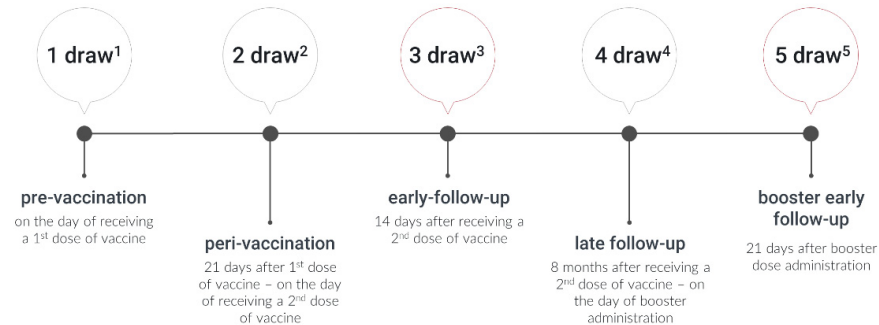 1 draw¹
2 draw²
3 draw³
4 draw⁴
5 draw⁵
pre-vaccination
on the day of receiving
a 1st dose of vaccine
peri-vaccination
21 days after 1st dose
of vaccine – on the day
of receiving a 2nd dose
of vaccine
early-follow-up
14 days after receiving a
2nd dose of vaccine
late follow-up
8 months after receiving a
2nd dose of vaccine – on
the day of booster
administration
booster early
follow-up
21 days after booster
dose administration